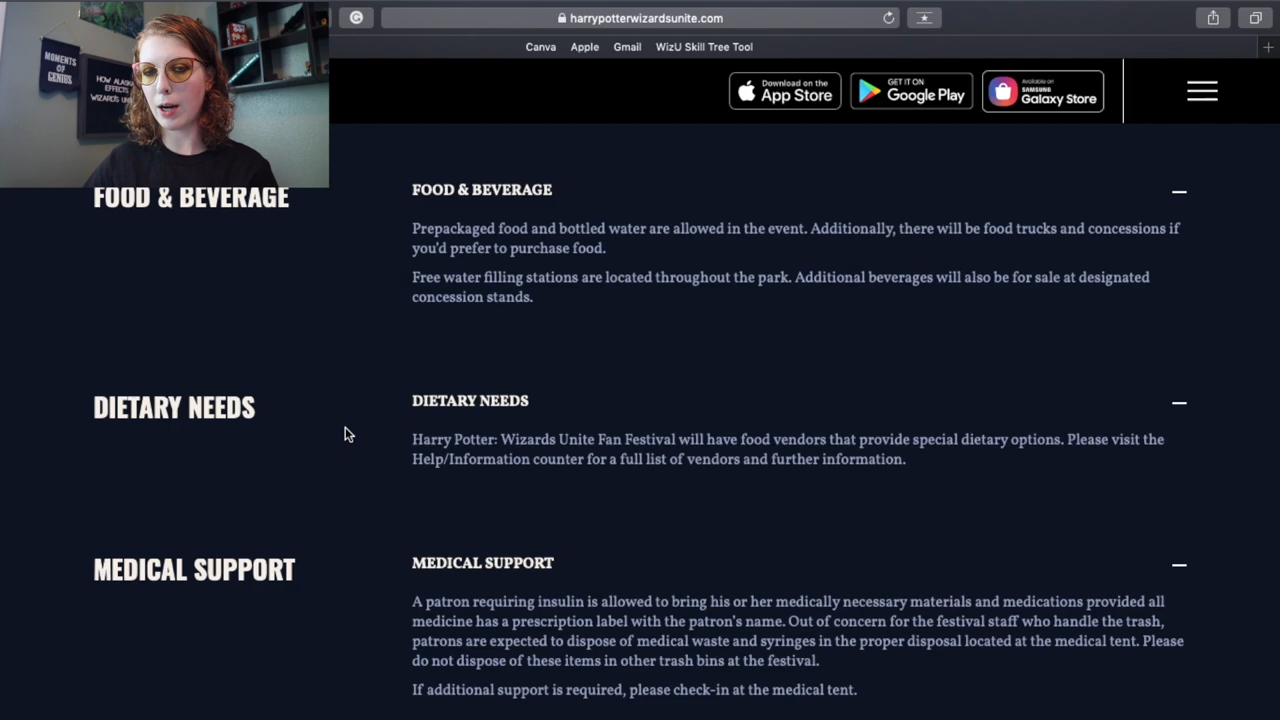 harrypotterwizardsunite.com
Canva Apple Gmail WizU Skill Tree Tool
MOMENTS
OF
GENIUS
HOW ALASKA
EFFECTS
WIZARD'S
Download on the
App Store
GET IT ON
Google Play
Available on
SAMSUNG
Galaxy Store
FOOD & BEVERAGE
FOOD & BEVERAGE
Prepackaged food and bottled water are allowed in the event. Additionally, there will be food trucks and concessions if
you'd prefer to purchase food.
Free water filling stations are located throughout the park. Additional beverages will also be for sale at designated
concession stands.
DIETARY NEEDS
DIETARY NEEDS
Harry Potter: Wizards Unite Fan Festival will have food vendors that provide special dietary options. Please visit the
Help/Information counter for a full list of vendors and further information.
MEDICAL SUPPORT
MEDICAL SUPPORT
A patron requiring insulin is allowed to bring his or her medically necessary materials and medications provided all
medicine has a prescription label with the patron's name. Out of concern for the festival staff who handle the trash,
patrons are expected to dispose of medical waste and syringes in the proper disposal located at the medical tent. Please
do not dispose of these items in other trash bins at the festival.
If additional support is required, please check-in at the medical tent.